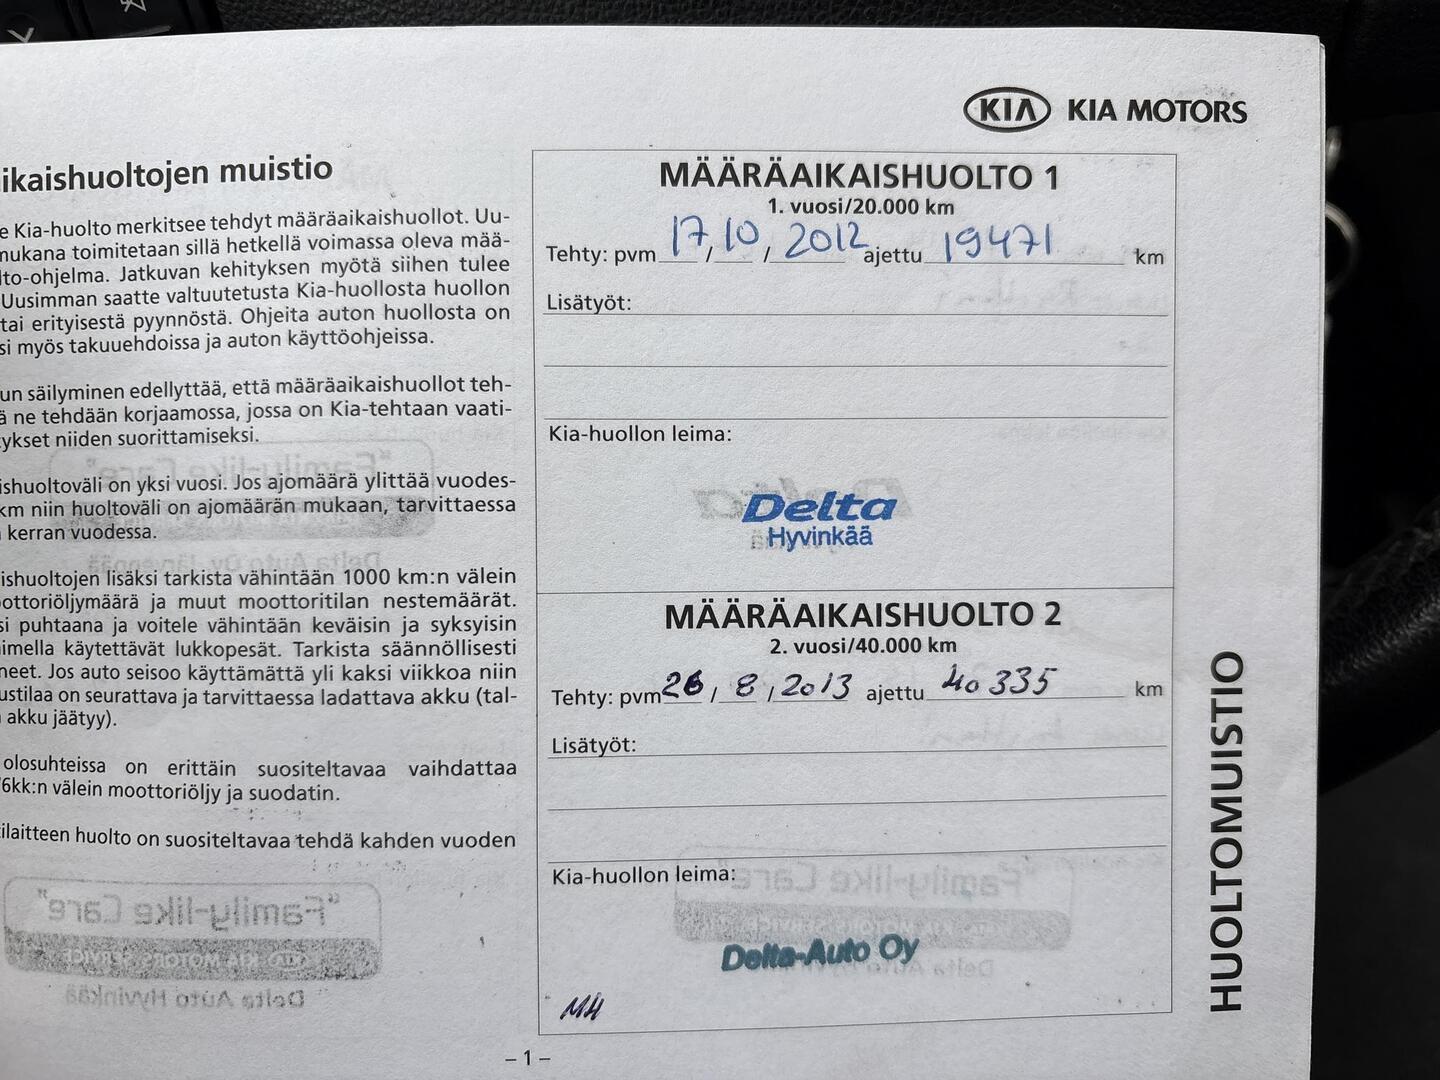 KIA KIA MOTORS
ikaishuoltojen muistio
e Kia-huolto merkitsee tehdyt määräaikaishuollot. Uu-
mukana toimitetaan sillä hetkellä voimassa oleva mää-
lto-ohjelma. Jatkuvan kehityksen myötä siihen tulee
Uusimman saatte valtuutetusta Kia-huollosta huollon
tai erityisestä pyynnöstä. Ohjeita auton huollosta on
si myös takuuehdoissa ja auton käyttöohjeissa.
un säilyminen edellyttää, että määräaikaishuollot teh-
ä ne tehdään korjaamossa, jossa on Kia-tehtaan vaati-
ykset niiden suorittamiseksi.
ishuoltoväli on yksi vuosi. Jos ajomäärä ylittää vuodes-
km niin huoltoväli on ajomäärän mukaan, tarvittaessa
kerran vuodessa.
ishuoltojen lisäksi tarkista vähintään 1000 km:n välein
oottoriöljymäärä ja muut moottoritilan nestemäärät.
si puhtaana ja voitele vähintään keväisin ja syksyisin
imella käytettävät lukkopesät. Tarkista säännöllisesti
neet. Jos auto seisoo käyttämättä yli kaksi viikkoa niin
ustilaa on seurattava ja tarvittaessa ladattava akku (tal-
akku jäätyy).
olosuhteissa on erittäin suositeltavaa vaihdattaa
6kk:n välein moottoriöljy ja suodatin.
ilaitteen huolto on suositeltavaa tehdä kahden vuoden
MÄÄRÄAIKAISHUOLTO 1
1. vuosi/20.000 km
Tehty: pvm 17 / 10 / 2012 ajettu 19471 km
Lisätyöt:
Kia-huollon leima:
Delta
Hyvinkää
MÄÄRÄAIKAISHUOLTO 2
2. vuosi/40.000 km
Tehty: pvm 26 / 8 / 2013 ajettu 40 335 km
Lisätyöt:
Kia-huollon leima:
Delta-Auto Oy
MH
– 1 –
HUOLTOMUISTIO